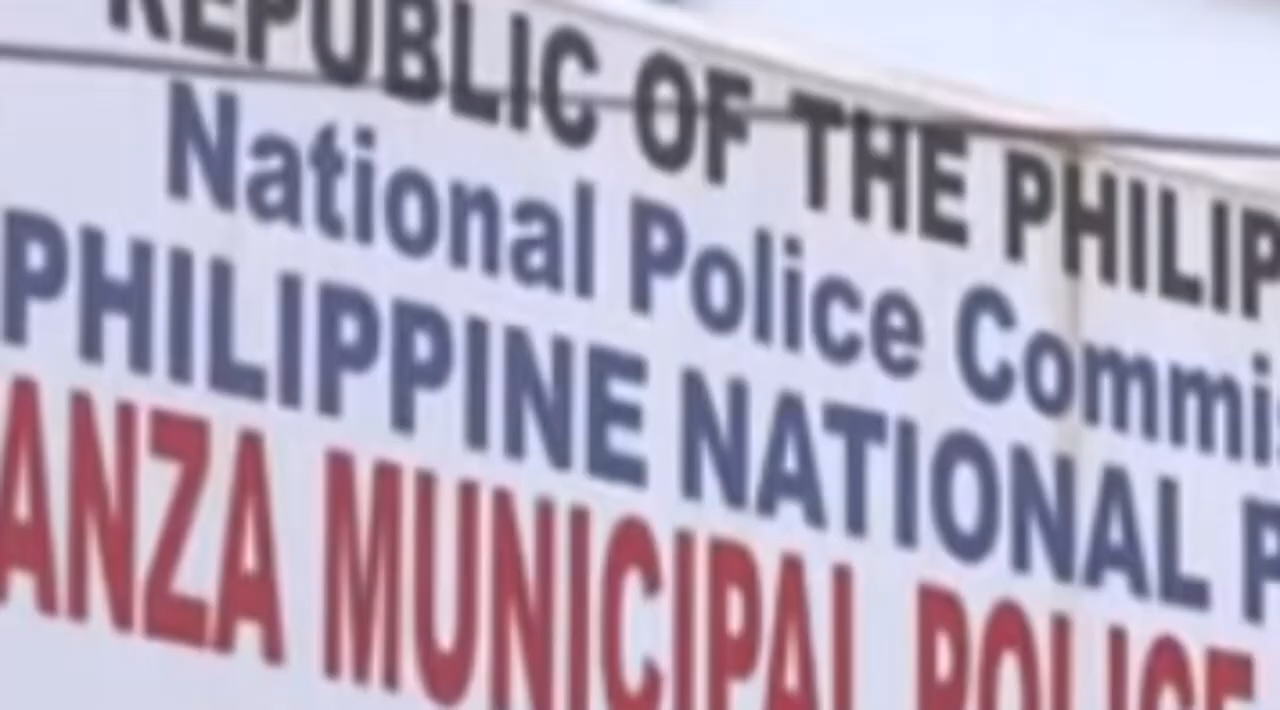 REPUBLIC OF THE PHILIP
National Police Commis
PHILIPPINE NATIONAL P
ANZA MUNICIPAL POLICE